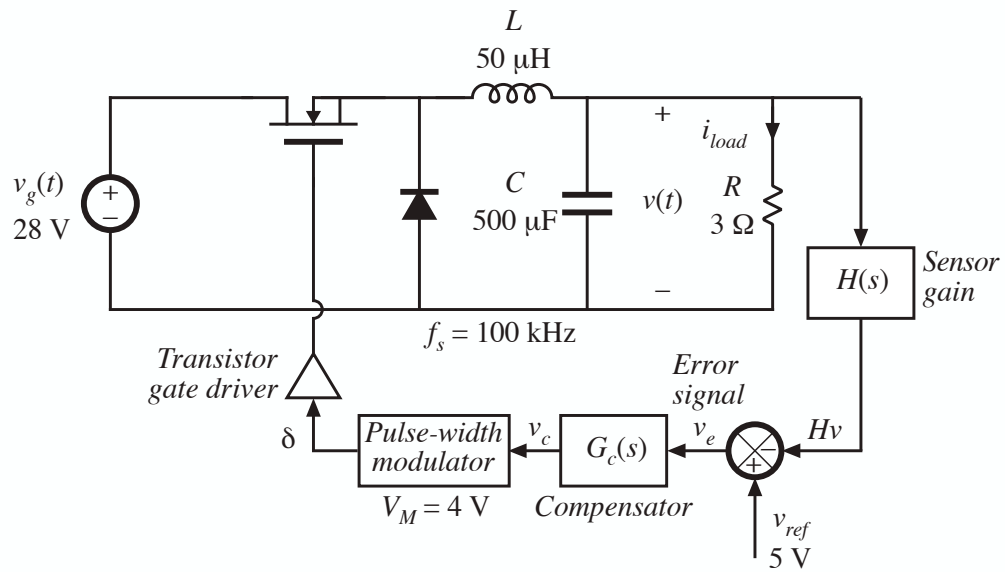 L
50 μH
v_g(t)
28 V
+
–
C
500 μF
+
v(t)
–
i_load
R
3 Ω
H(s)
Sensor
gain
f_s = 100 kHz
Transistor
gate driver
δ
Pulse-width
modulator
V_M = 4 V
v_c
G_c(s)
Compensator
Error
signal
v_e
–
+
Hv
v_ref
5 V